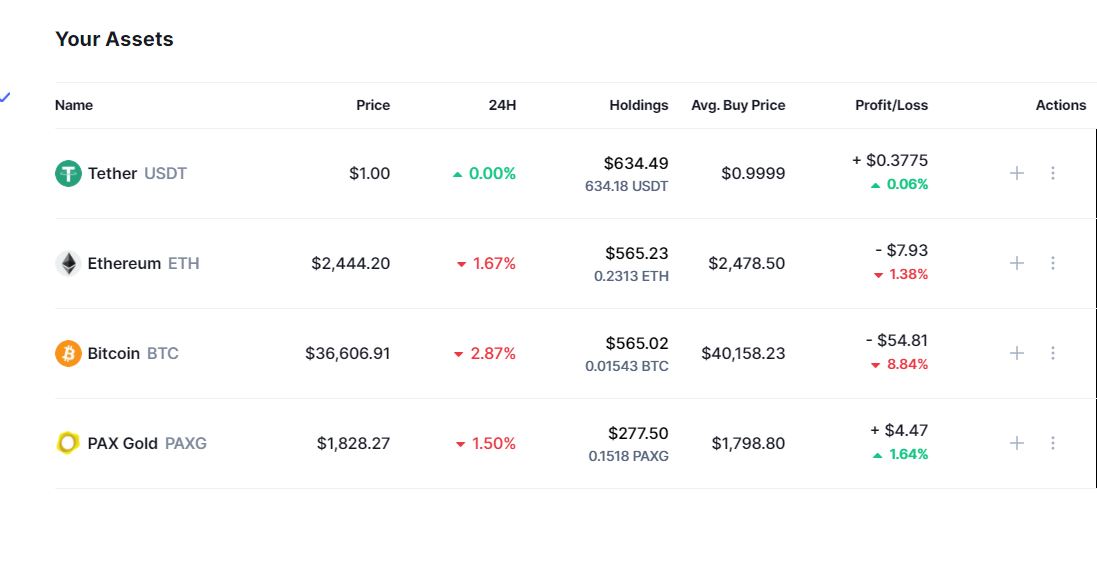 Your Assets
Name Price 24H Holdings Avg. Buy Price Profit/Loss Actions
Tether USDT $1.00 0.00% $634.49 634.18 USDT $0.9999 + $0.3775 0.06%
Ethereum ETH $2,444.20 1.67% $565.23 0.2313 ETH $2,478.50 - $7.93 1.38%
Bitcoin BTC $36,606.91 2.87% $565.02 0.01543 BTC $40,158.23 - $54.81 8.84%
PAX Gold PAXG $1,828.27 1.50% $277.50 0.1518 PAXG $1,798.80 + $4.47 1.64%